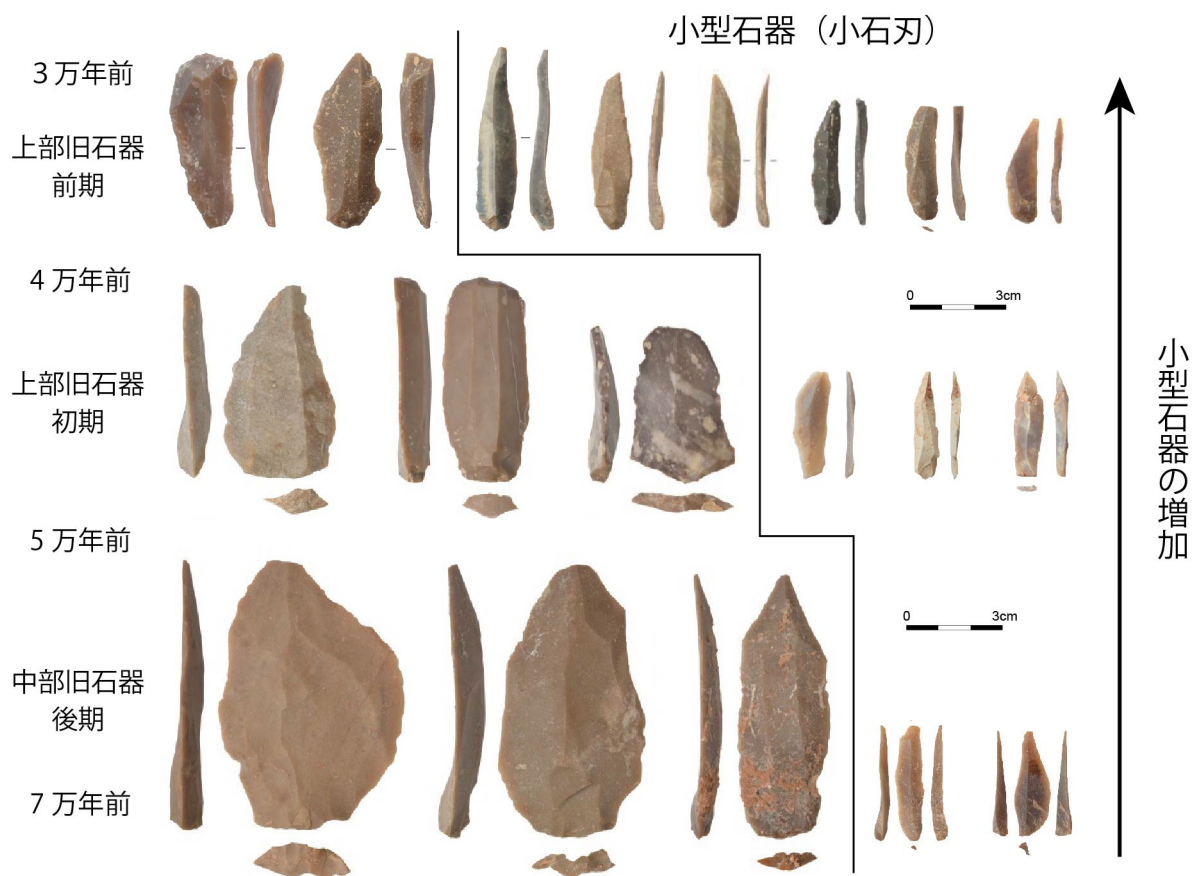 小型石器（小石刃）
3 万年前
上部旧石器
前期
4 万年前
0 3cm
上部旧石器
初期
小型石器の増加
5 万年前
0 3cm
中部旧石器
後期
7 万年前